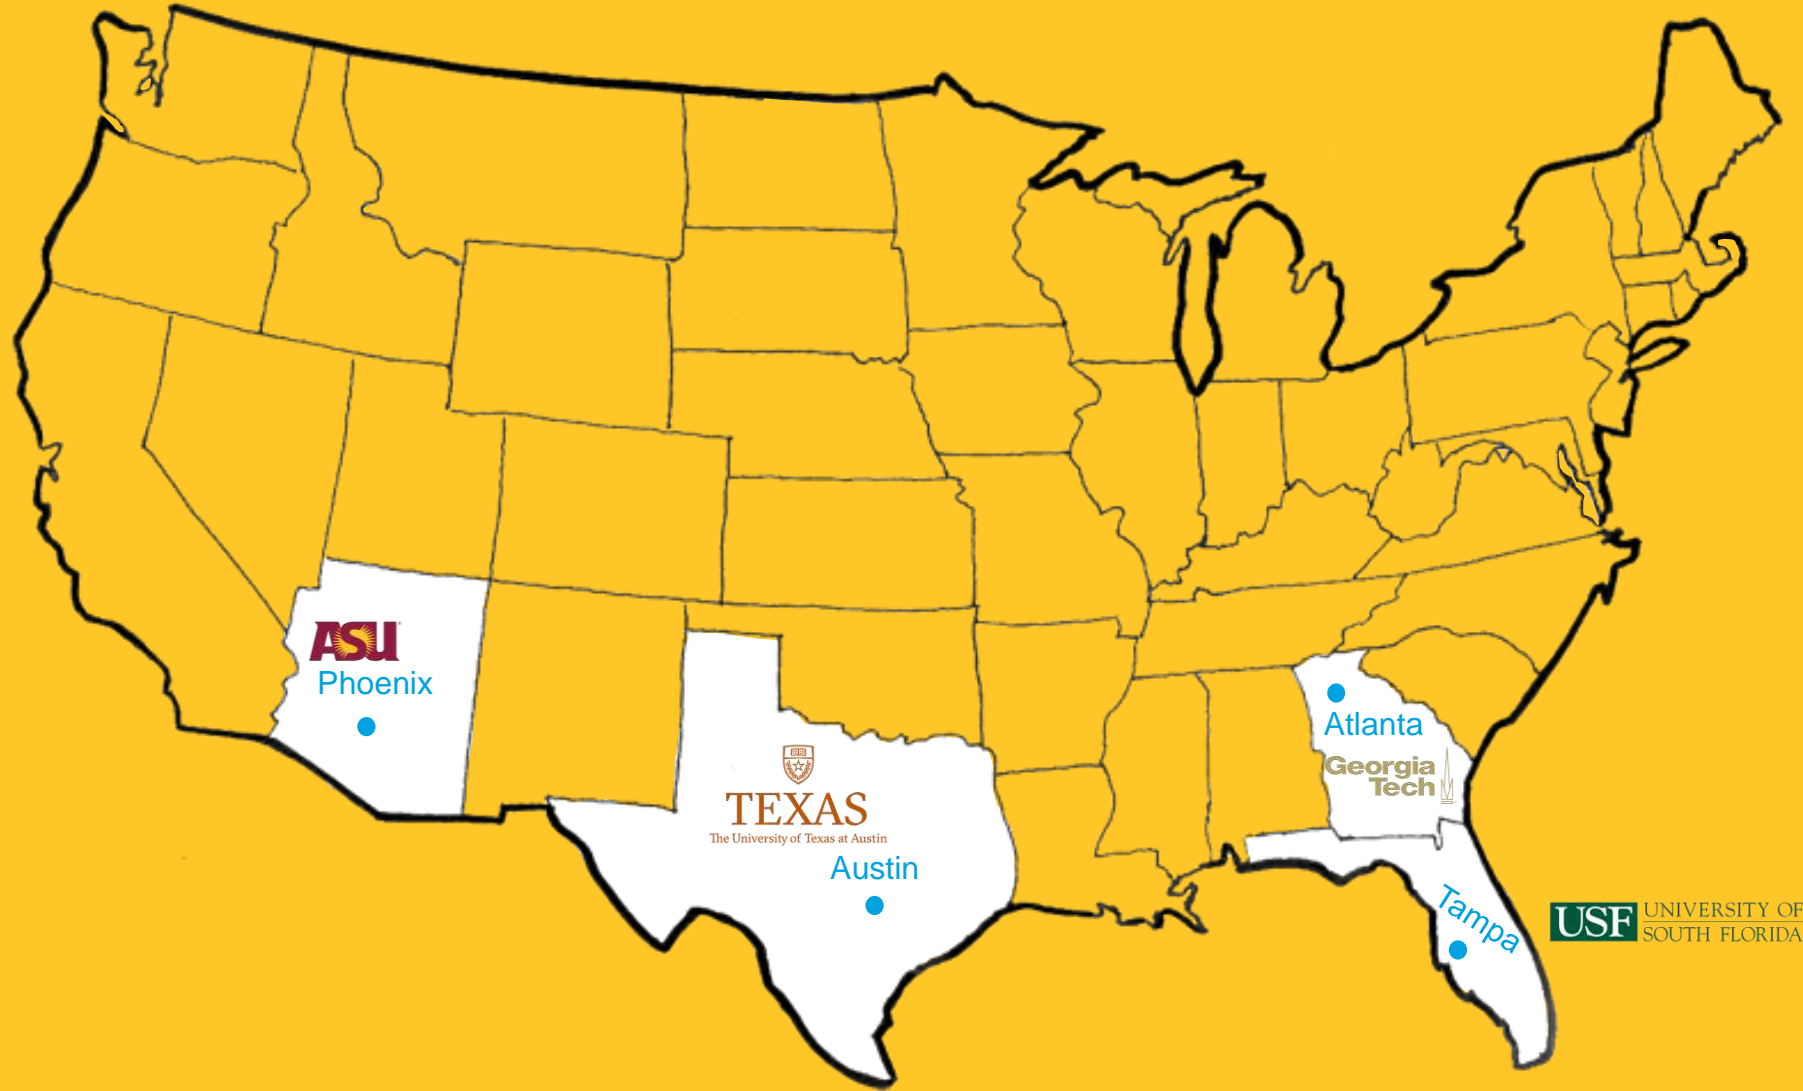 ASU
Phoenix
TEXAS
The University of Texas at Austin
Austin
Atlanta
Georgia
Tech
Tampa
USF
UNIVERSITY OF
SOUTH FLORIDA